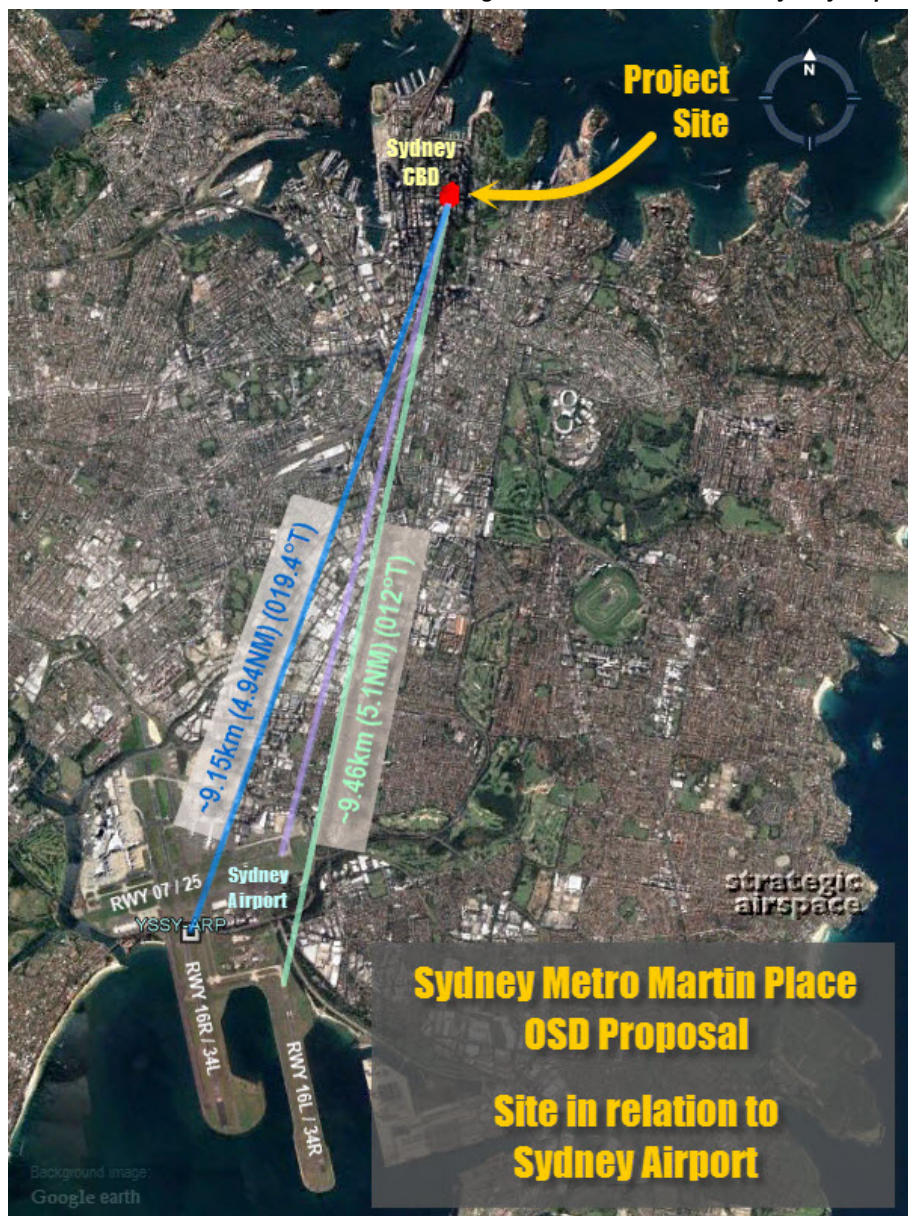 Project
Site
N
Sydney
CBD
~9.15km (4.94NM) (019.4°T)
~9.46km (5.1NM) (012°T)
Sydney
Airport
RWY 07 / 25
YSSY-ARP
RWY 16R / 34L
RWY 16L / 34R
strategic
airspace
Sydney Metro Martin Place
OSD Proposal
Site in relation to
Sydney Airport
Background image:
Google earth